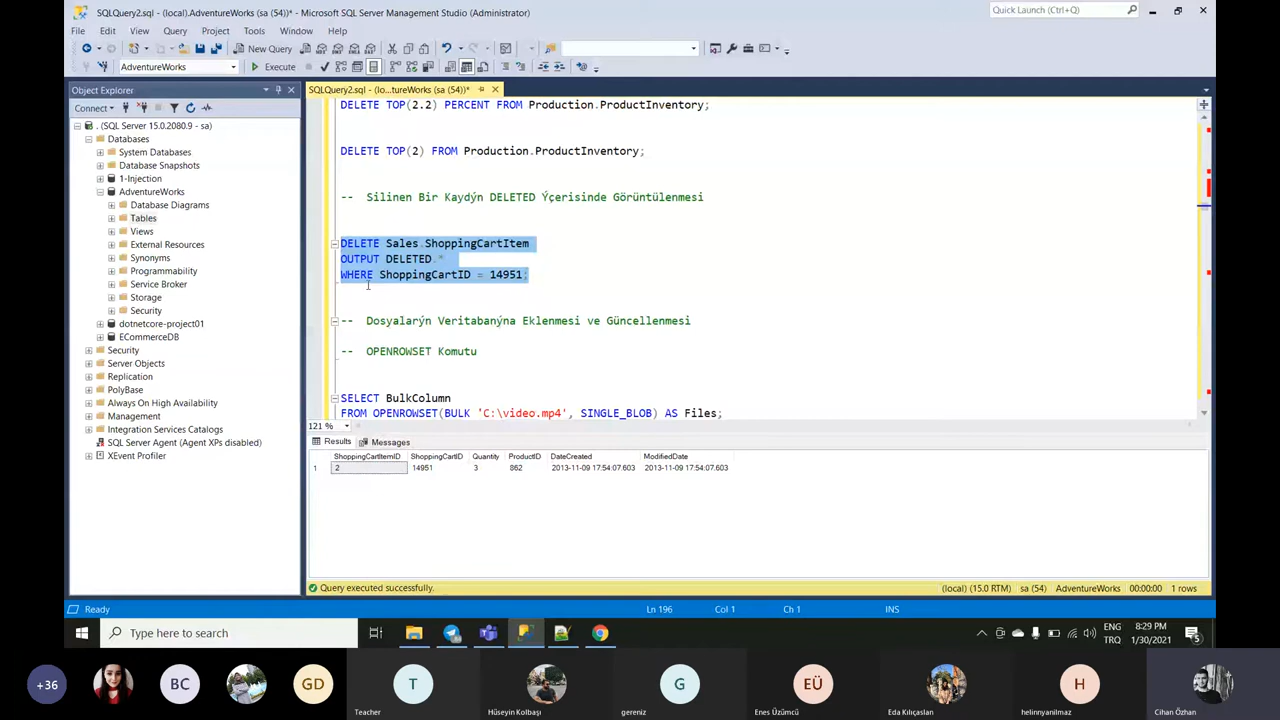 SQLQuery2.sql - (local).AdventureWorks (sa (54))* - Microsoft SQL Server Management Studio (Administrator)
Quick Launch (Ctrl+Q)
File Edit View Query Project Tools Window Help
New Query
AdventureWorks Execute
Object Explorer
SQLQuery2.sql - (lo...tureWorks (sa (54))*
Connect
. (SQL Server 15.0.2080.9 - sa)
Databases
System Databases
Database Snapshots
1-Injection
AdventureWorks
Database Diagrams
Tables
Views
External Resources
Synonyms
Programmability
Service Broker
Storage
Security
dotnetcore-project01
ECommerceDB
Security
Server Objects
Replication
PolyBase
Always On High Availability
Management
Integration Services Catalogs
SQL Server Agent (Agent XPs disabled)
XEvent Profiler
DELETE TOP(2.2) PERCENT FROM Production.ProductInventory;
DELETE TOP(2) FROM Production.ProductInventory;
-- Silinen Bir Kaydýn DELETED Ýçerisinde Görüntülenmesi
DELETE Sales.ShoppingCartItem
OUTPUT DELETED.*
WHERE ShoppingCartID = 14951;
-- Dosyalarýn Veritabanýna Eklenmesi ve Güncellenmesi
-- OPENROWSET Komutu
SELECT BulkColumn
FROM OPENROWSET(BULK 'C:\video.mp4', SINGLE_BLOB) AS Files;
121 %
Results Messages
ShoppingCartItemID ShoppingCartID Quantity ProductID DateCreated ModifiedDate
1 2 14951 3 862 2013-11-09 17:54:07.603 2013-11-09 17:54:07.603
Query executed successfully. (local) (15.0 RTM) sa (54) AdventureWorks 00:00:00 1 rows
Ready Ln 196 Col 1 Ch 1 INS
Type here to search
ENG
TRQ
8:29 PM
1/30/2021
5
+36 BC GD T G EÜ H
Teacher Hüseyin Kolbaşı gereniz Enes Üzümcü Eda Kılıçaslan helinnyanilmaz Cihan Özhan